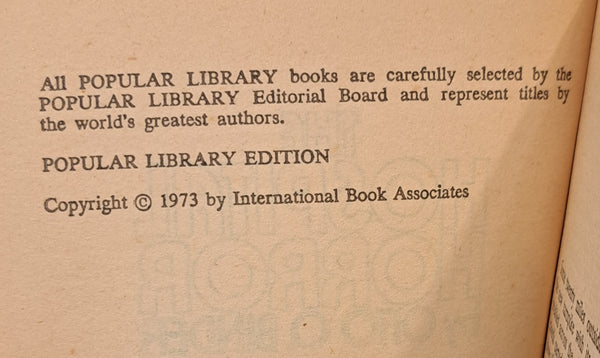 All POPULAR LIBRARY books are carefully selected by the
POPULAR LIBRARY Editorial Board and represent titles by
the world's greatest authors.
POPULAR LIBRARY EDITION
Copyright © 1973 by International Book Associates